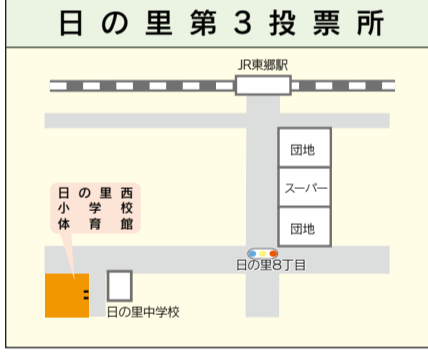 日の里第3投票所
JR東郷駅
団地
スーパー
団地
日の里西
小学校
体育館
日の里8丁目
日の里中学校